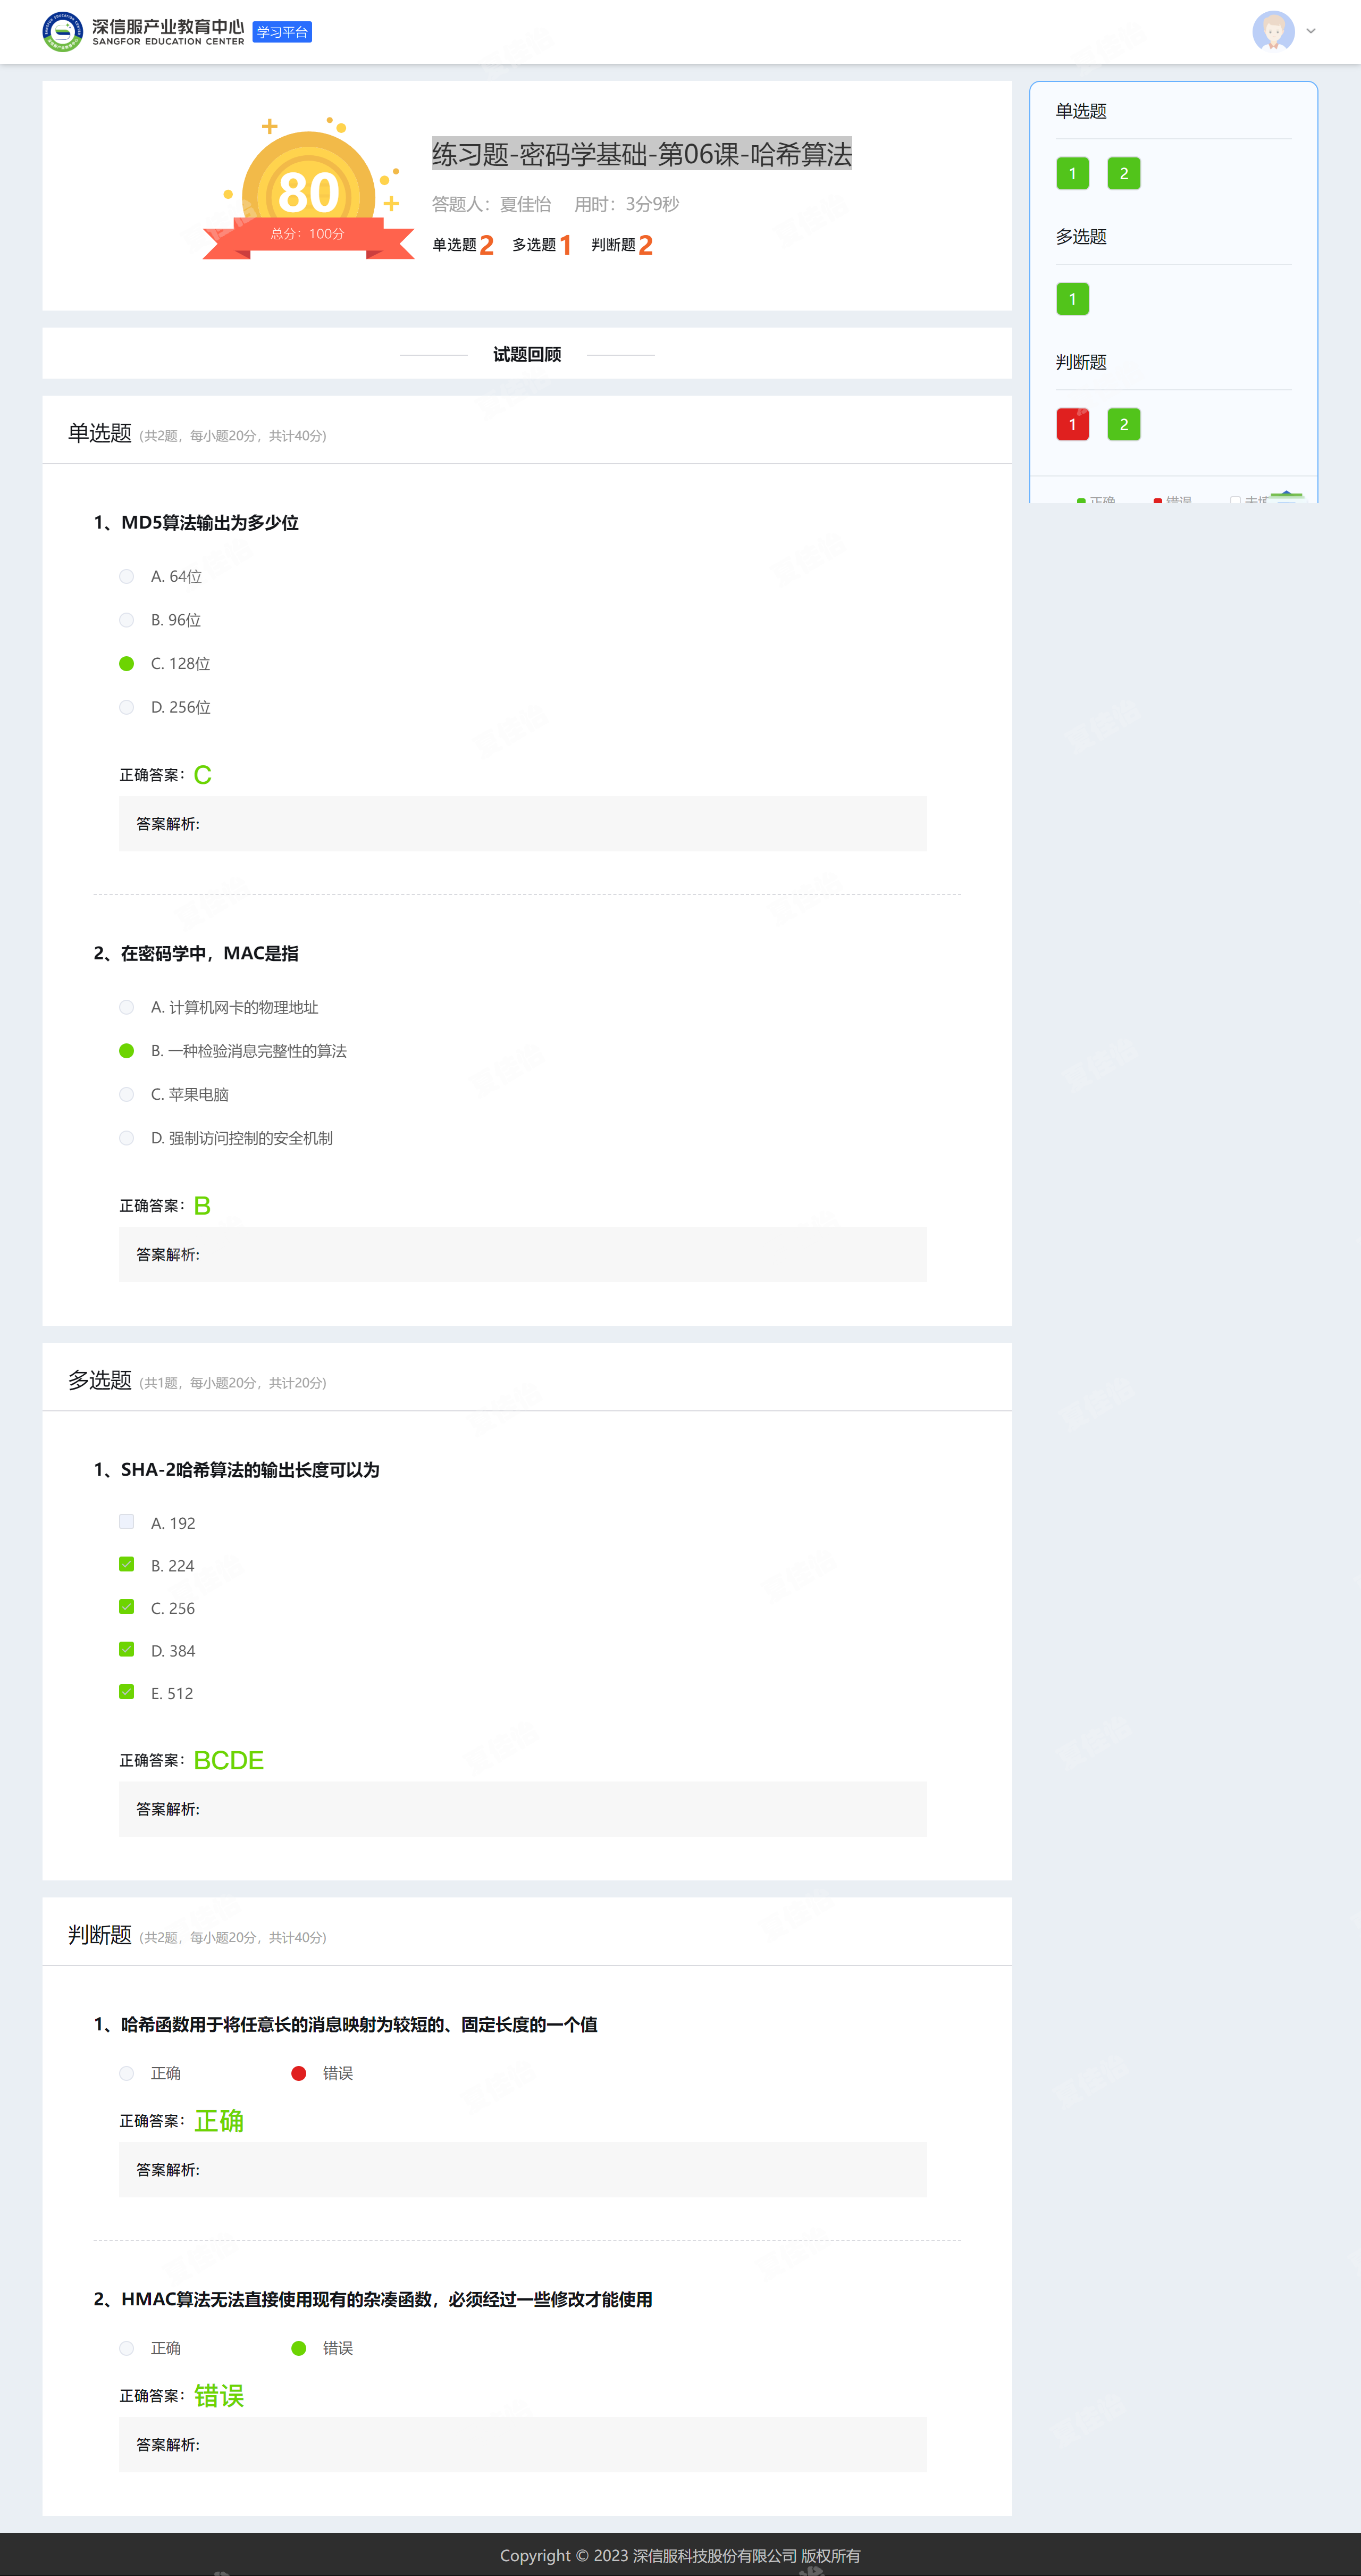 深信服产业教育中心 学习平台
SANGFOR EDUCATION CENTER
80
总分：100分
练习题-密码学基础-第06课-哈希算法
答题人：夏佳怡 用时：3分9秒
单选题2 多选题1 判断题2
单选题
1 2
多选题
1
判断题
1 2
正确 错误
试题回顾
单选题 (共2题，每小题20分，共计40分)
1、MD5算法输出为多少位
A. 64位
B. 96位
C. 128位
D. 256位
正确答案：C
答案解析:
2、在密码学中，MAC是指
A. 计算机网卡的物理地址
B. 一种检验消息完整性的算法
C. 苹果电脑
D. 强制访问控制的安全机制
正确答案：B
答案解析:
多选题 (共1题，每小题20分，共计20分)
1、SHA-2哈希算法的输出长度可以为
A. 192
B. 224
C. 256
D. 384
E. 512
正确答案：BCDE
答案解析:
判断题 (共2题，每小题20分，共计40分)
1、哈希函数用于将任意长的消息映射为较短的、固定长度的一个值
正确 错误
正确答案：正确
答案解析:
2、HMAC算法无法直接使用现有的杂凑函数，必须经过一些修改才能使用
正确 错误
正确答案：错误
答案解析:
Copyright © 2023 深信服科技股份有限公司 版权所有